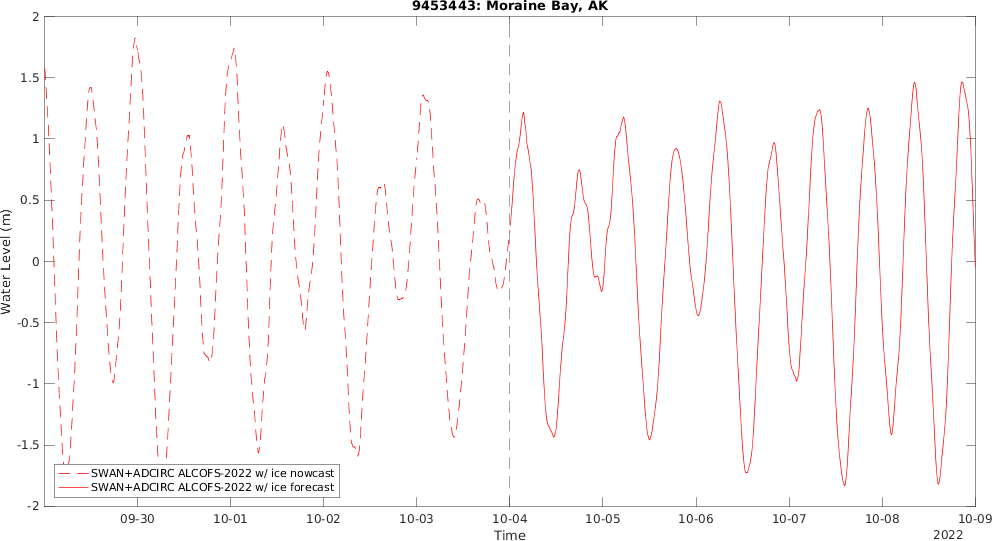 9453443: Moraine Bay, AK
Water Level (m)
2
1.5
1
0.5
0
-0.5
-1
-1.5
-2
SWAN+ADCIRC ALCOFS-2022 w/ ice nowcast
SWAN+ADCIRC ALCOFS-2022 w/ ice forecast
09-30 10-01 10-02 10-03 10-04 10-05 10-06 10-07 10-08 10-09
Time
2022